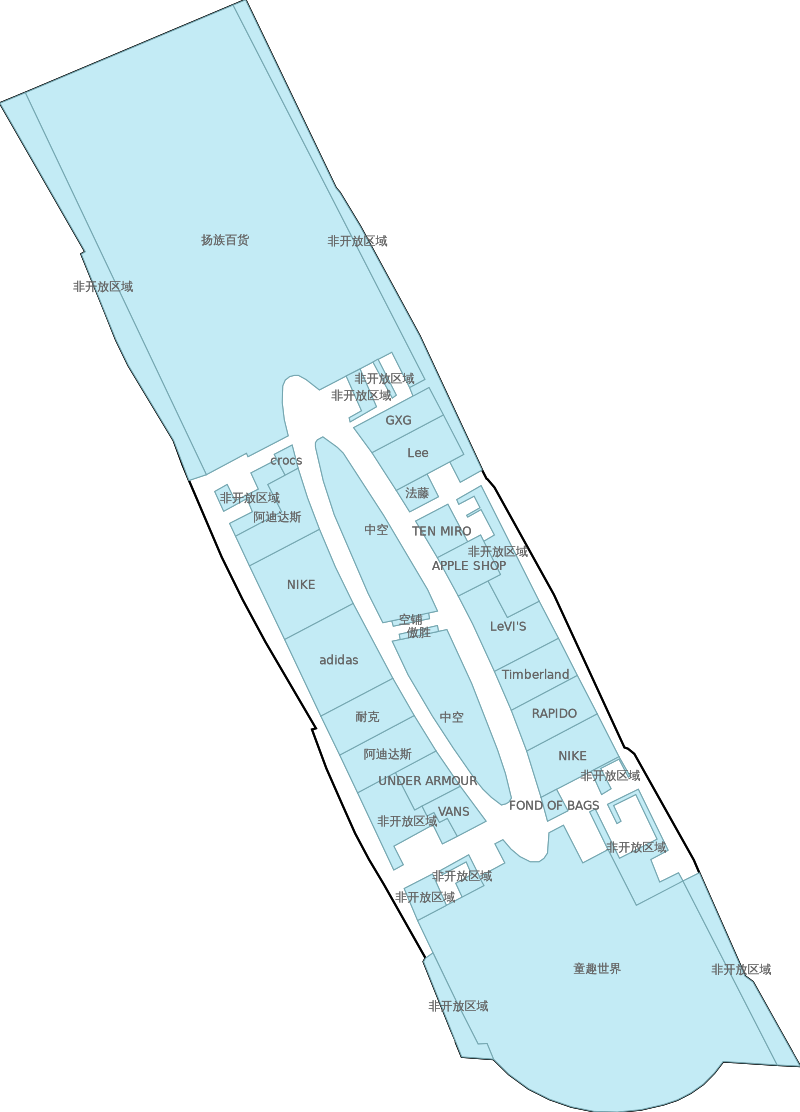 扬族百货
非开放区域
非开放区域
非开放区域
非开放区域
GXG
Lee
crocs
法藤
非开放区域
阿迪达斯
中空
TEN MIRO
非开放区域
APPLE SHOP
NIKE
空铺
LeVI'S
傲胜
adidas
Timberland
耐克
中空
RAPIDO
阿迪达斯
NIKE
非开放区域
UNDER ARMOUR
FOND OF BAGS
VANS
非开放区域
非开放区域
非开放区域
非开放区域
童趣世界
非开放区域
非开放区域